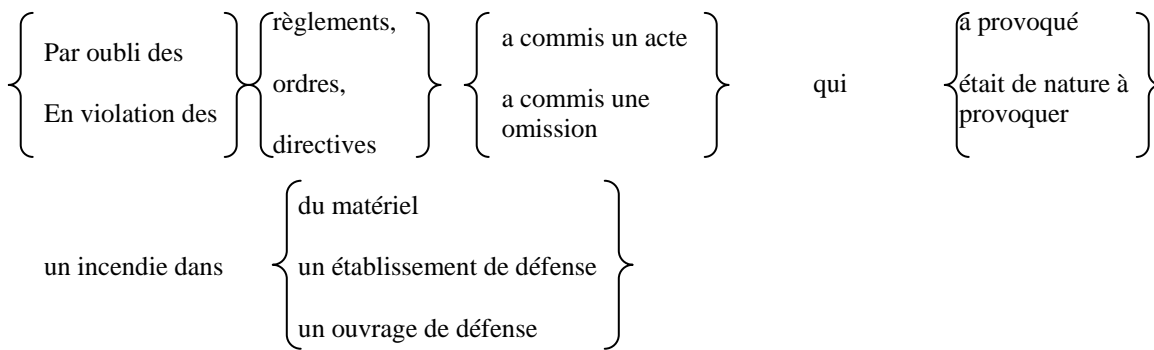 Par oubli des
En violation des
règlements,
ordres,
directives
a commis un acte
a commis une
omission
qui
a provoqué
était de nature à
provoquer
un incendie dans
du matériel
un établissement de défense
un ouvrage de défense